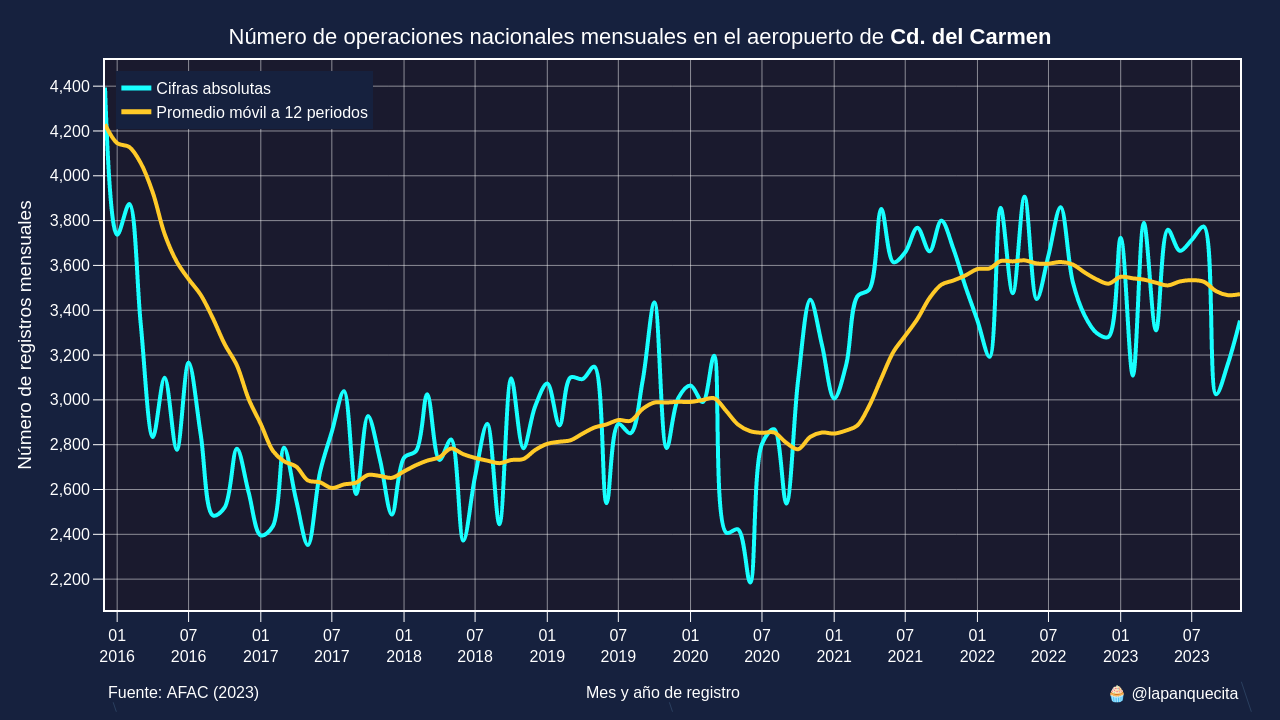 Número de operaciones nacionales mensuales en el aeropuerto de Cd. del Carmen
Cifras absolutas
Promedio móvil a 12 periodos
Número de registros mensuales
4,400
4,200
4,000
3,800
3,600
3,400
3,200
3,000
2,800
2,600
2,400
2,200
01 07 01 07 01 07 01 07 01 07 01 07 01 07 01 07
2016 2016 2017 2017 2018 2018 2019 2019 2020 2020 2021 2021 2022 2022 2023 2023
Fuente: AFAC (2023)
Mes y año de registro
🧁 @lapanquecita